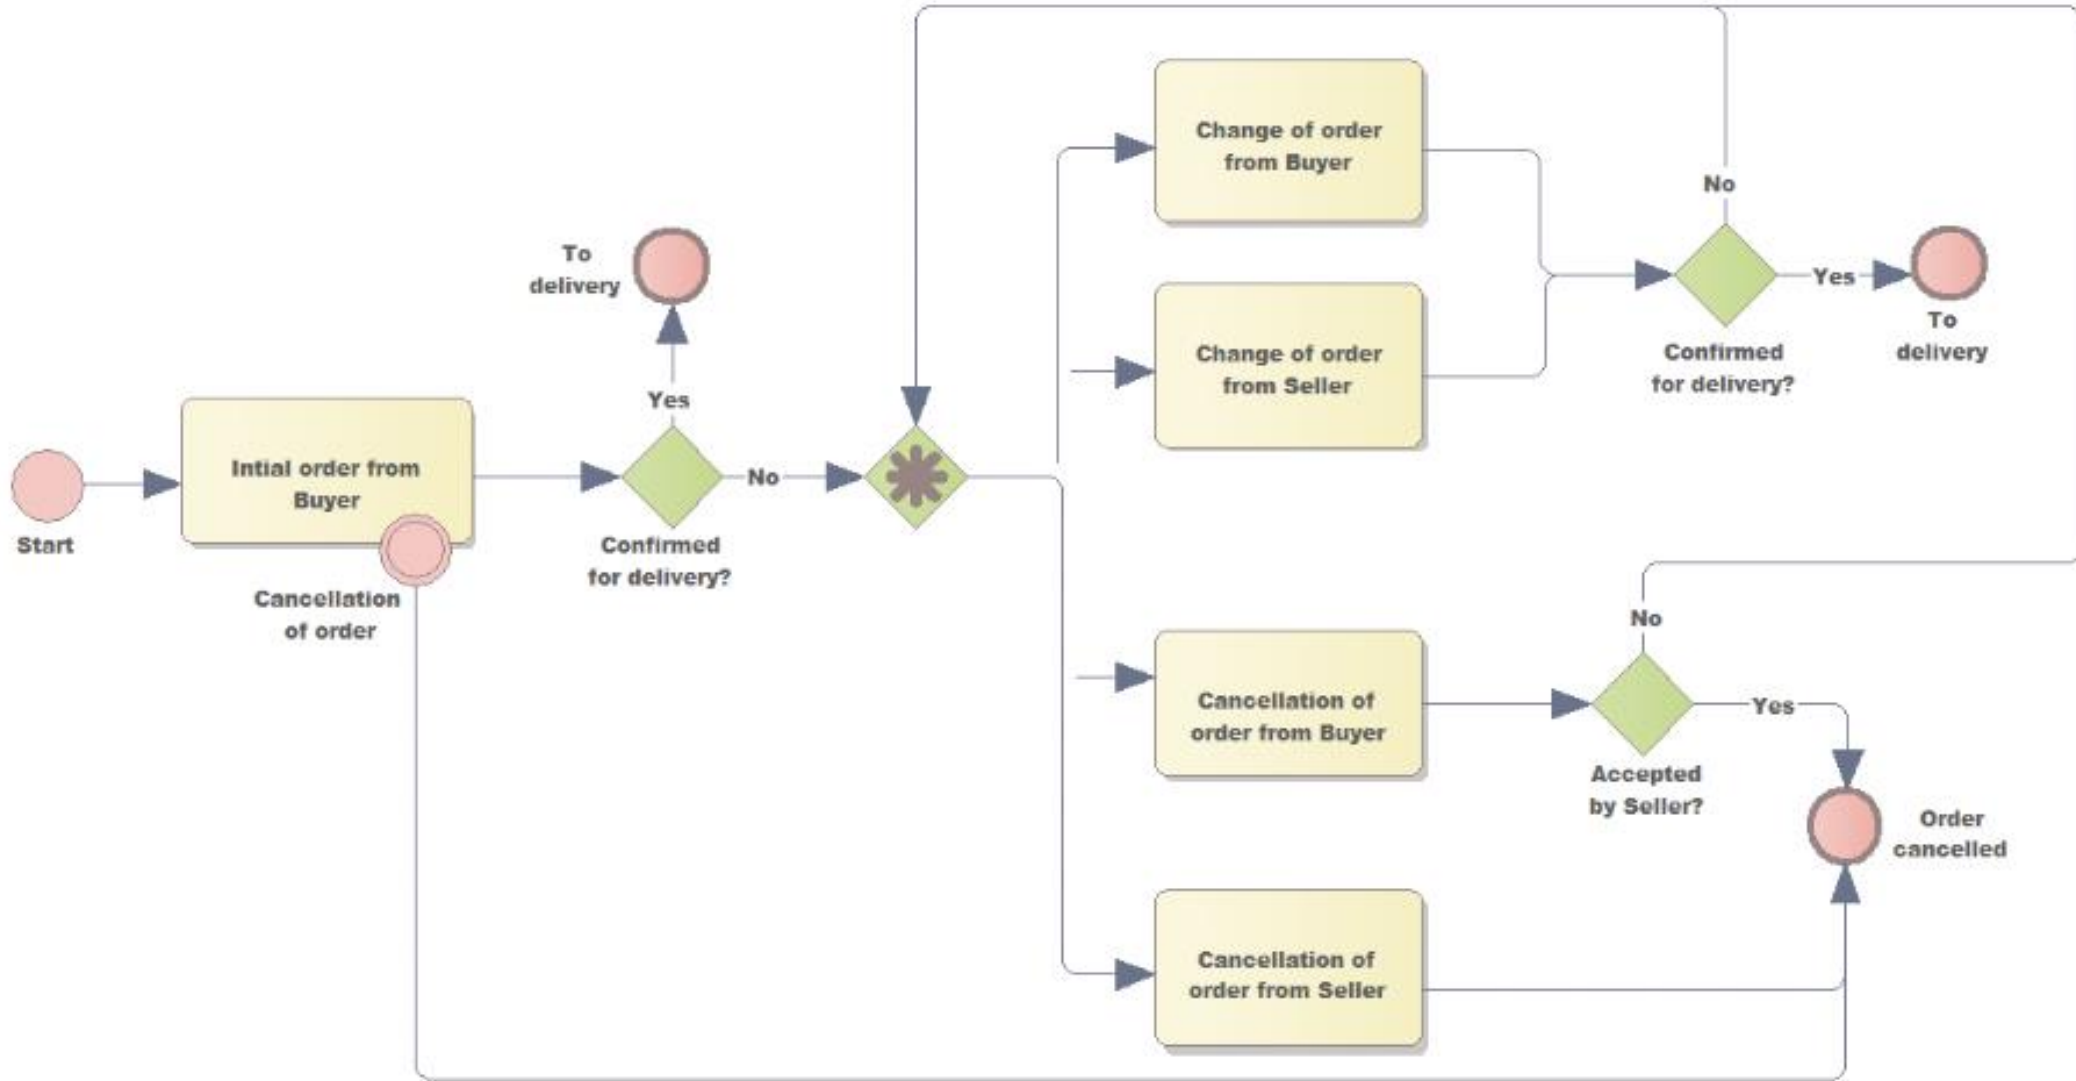 Start
Intial order from
Buyer
Cancellation
of order
To
delivery
Yes
Confirmed
for delivery?
No
Change of order
from Buyer
Change of order
from Seller
No
Confirmed
for delivery?
Yes
To
delivery
Cancellation of
order from Buyer
No
Accepted
by Seller?
Yes
Order
cancelled
Cancellation of
order from Seller